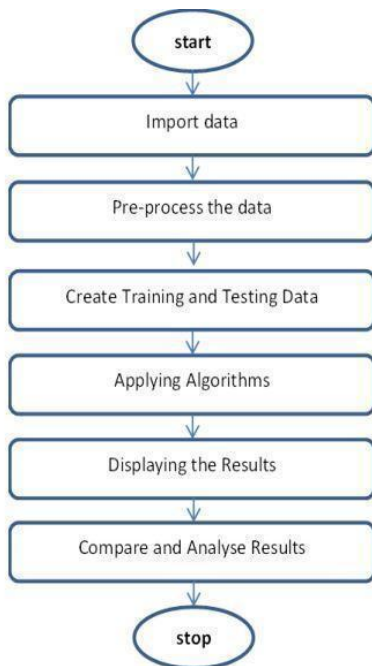 start
Import data
Pre-process the data
Create Training and Testing Data
Applying Algorithms
Displaying the Results
Compare and Analyse Results
stop